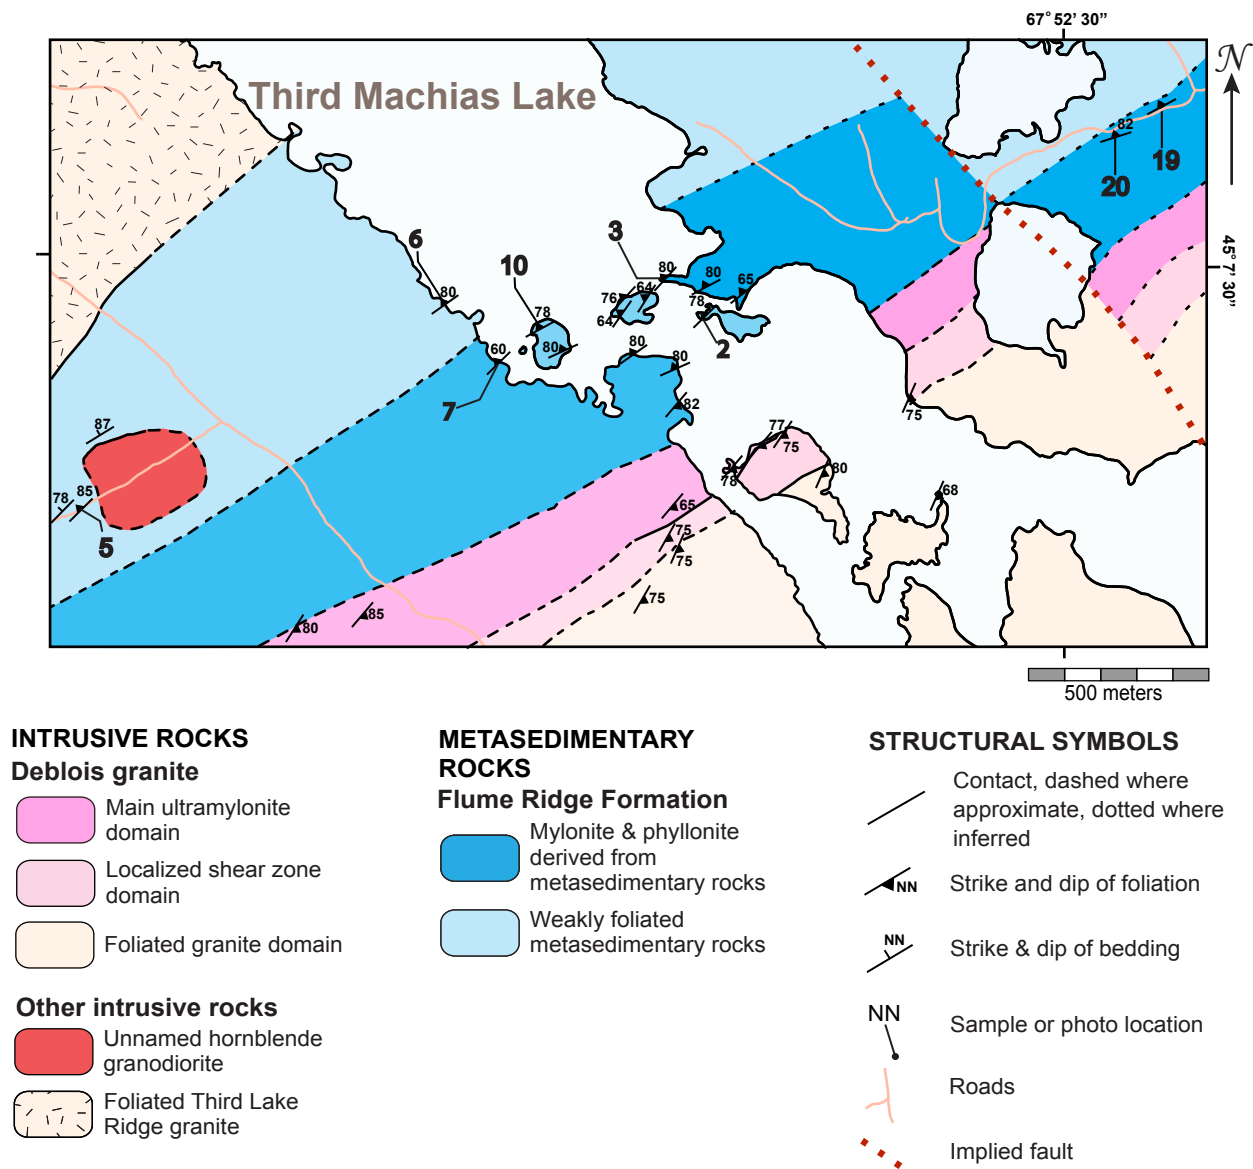 67° 52' 30"
N
Third Machias Lake
82
19
20
3
6
80
80
45° 7' 30"
10
64
65
76
78
80
78
64
2
80
60
80
80
7
82
75
87
77
75
78
80
78
85
68
65
5
75
75
75
85
80
500 meters
INTRUSIVE ROCKS
Deblois granite
Main ultramylonite
domain
Localized shear zone
domain
Foliated granite domain
Other intrusive rocks
Unnamed hornblende
granodiorite
Foliated Third Lake
Ridge granite
METASEDIMENTARY
ROCKS
Flume Ridge Formation
Mylonite & phyllonite
derived from
metasedimentary rocks
Weakly foliated
metasedimentary rocks
STRUCTURAL SYMBOLS
Contact, dashed where
approximate, dotted where
inferred
NN
Strike and dip of foliation
NN
Strike & dip of bedding
NN
Sample or photo location
Roads
Implied fault